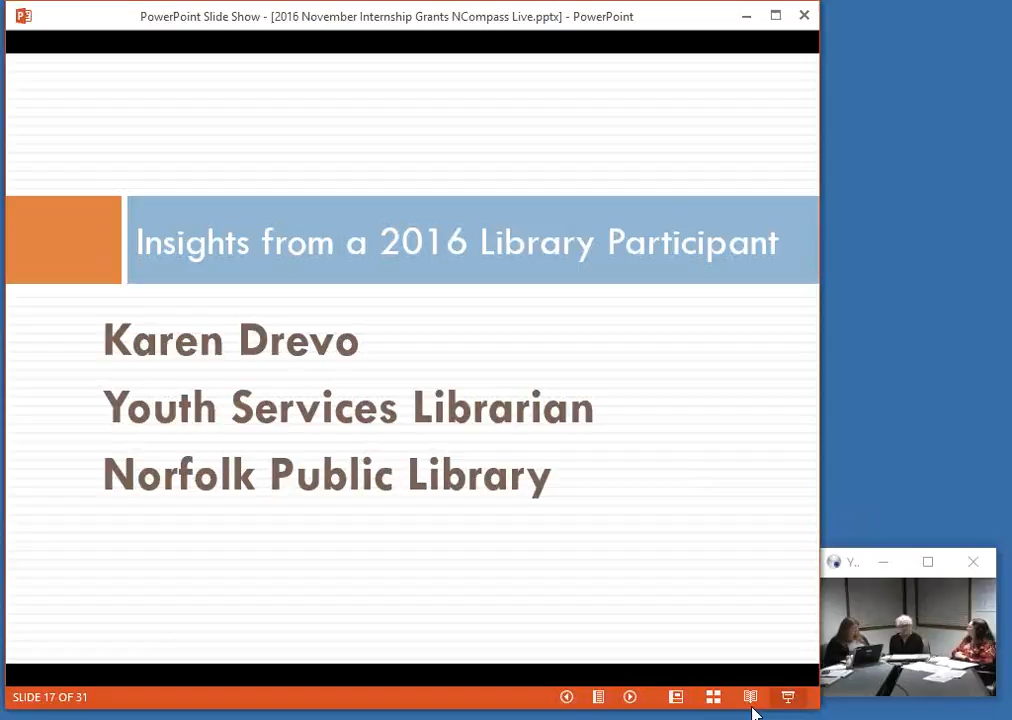 PowerPoint Slide Show - [2016 November Internship Grants NCompass Live.pptx] - PowerPoint
Insights from a 2016 Library Participant
Karen Drevo
Youth Services Librarian
Norfolk Public Library
Y..
SLIDE 17 OF 31